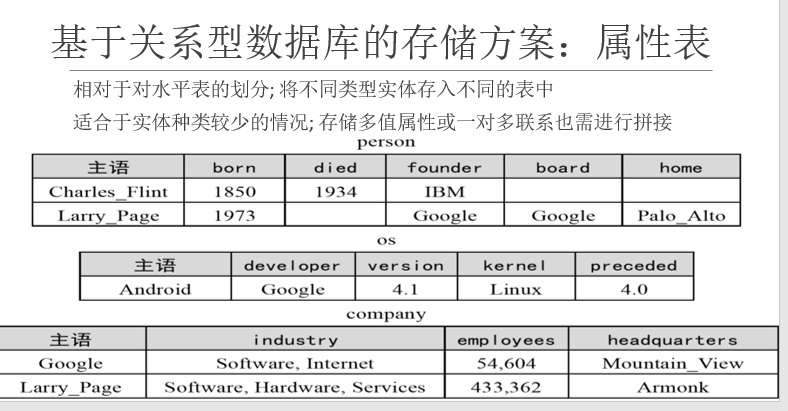 基于关系型数据库的存储方案：属性表
相对于对水平表的划分; 将不同类型实体存入不同的表中
适合于实体种类较少的情况; 存储多值属性或一对多联系也需进行拼接
person
主语 born died founder board home
Charles_Flint 1850 1934 IBM
Larry_Page 1973 Google Google Palo_Alto
os
主语 developer version kernel preceded
Android Google 4.1 Linux 4.0
company
主语 industry employees headquarters
Google Software, Internet 54,604 Mountain_View
Larry_Page Software, Hardware, Services 433,362 Armonk